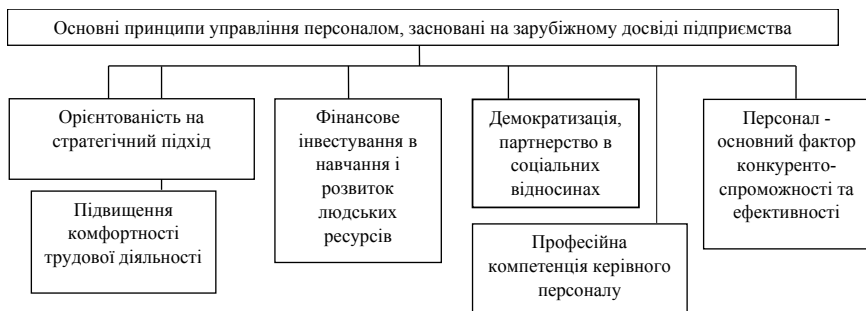 Основні принципи управління персоналом, засновані на зарубіжному досвіді підприємства
Орієнтованість на
стратегічний підхід
Підвищення
комфортності
трудової діяльності
Фінансове
інвестування в
навчання і
розвиток
людських
ресурсів
Демократизація,
партнерство в
соціальних
відносинах
Професійна
компетенція керівного
персоналу
Персонал -
основний фактор
конкуренто-
спроможності та
ефективності